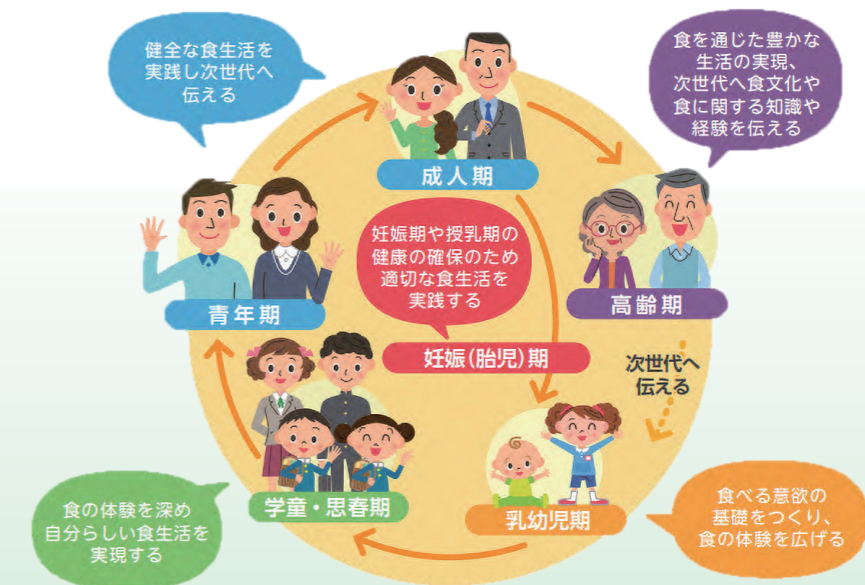 健全な食生活を
実践し次世代へ
伝える
食を通じた豊かな
生活の実現、
次世代へ食文化や
食に関する知識や
経験を伝える
成人期
妊娠期や授乳期の
健康の確保のため
適切な食生活を
実践する
青年期
高齢期
妊娠(胎児)期
次世代へ
伝える
学童・思春期
乳幼児期
食の体験を深め
自分らしい食生活を
実現する
食べる意欲の
基礎をつくり、
食の体験を広げる